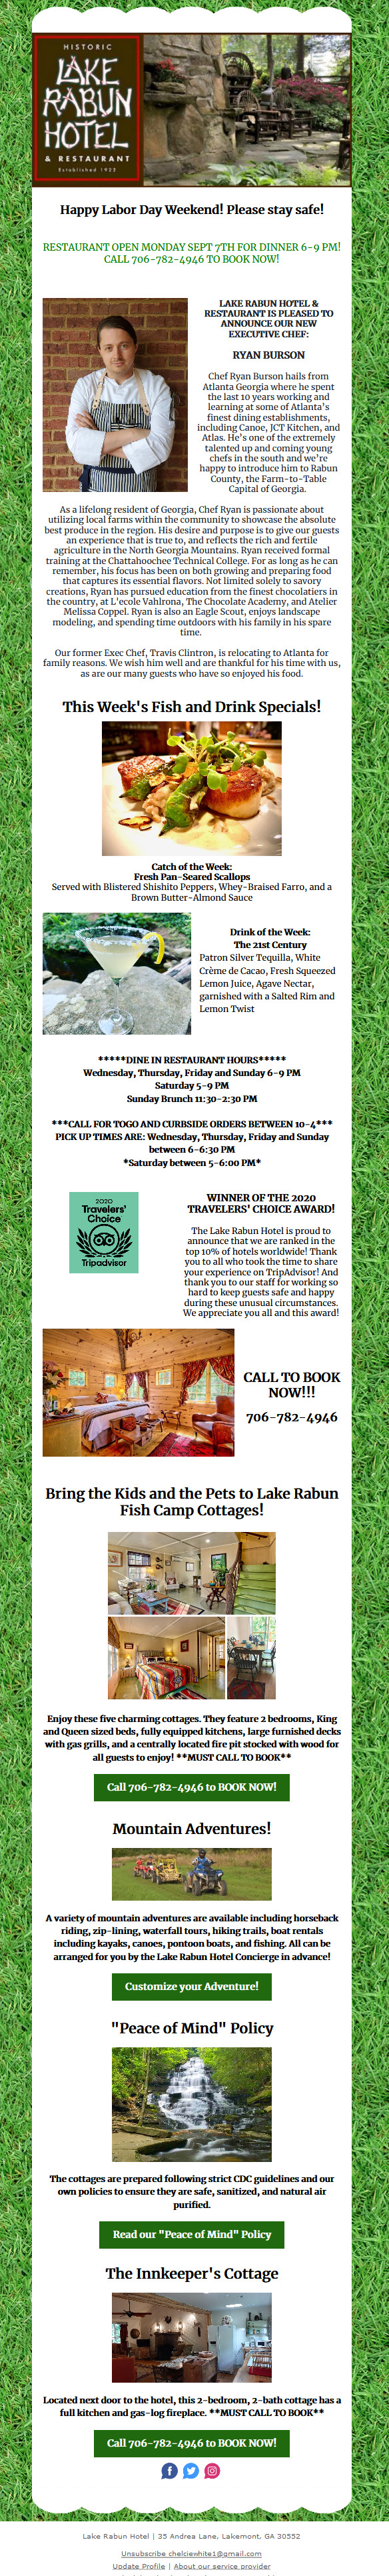 HISTORIC
LAKE
RABUN
HOTEL
& RESTAURANT
Established 1922
Happy Labor Day Weekend! Please stay safe!
RESTAURANT OPEN MONDAY SEPT 7TH FOR DINNER 6-9 PM!
CALL 706-782-4946 TO BOOK NOW!
LAKE RABUN HOTEL &
RESTAURANT IS PLEASED TO
ANNOUNCE OUR NEW
EXECUTIVE CHEF:
RYAN BURSON
Chef Ryan Burson hails from
Atlanta Georgia where he spent
the last 10 years working and
learning at some of Atlanta's
finest dining establishments,
including Canoe, JCT Kitchen, and
Atlas. He's one of the extremely
talented up and coming young
chefs in the south and we're
happy to introduce him to Rabun
County, the Farm-to-Table
Capital of Georgia.
As a lifelong resident of Georgia, Chef Ryan is passionate about
utilizing local farms within the community to showcase the absolute
best produce in the region. His desire and purpose is to give our guests
an experience that is true to, and reflects the rich and fertile
agriculture in the North Georgia Mountains. Ryan received formal
training at the Chattahoochee Technical College. For as long as he can
remember, his focus has been on both growing and preparing food
that captures its essential flavors. Not limited solely to savory
creations, Ryan has pursued education from the finest chocolatiers in
the country, at L'ecole Vahlrona, The Chocolate Academy, and Atelier
Melissa Coppel. Ryan is also an Eagle Scout, enjoys landscape
modeling, and spending time outdoors with his family in his spare
time.
Our former Exec Chef, Travis Clintron, is relocating to Atlanta for
family reasons. We wish him well and are thankful for his time with us,
as are our many guests who have so enjoyed his food.
This Week's Fish and Drink Specials!
Catch of the Week:
Fresh Pan-Seared Scallops
Served with Blistered Shishito Peppers, Whey-Braised Farro, and a
Brown Butter-Almond Sauce
Drink of the Week:
The 21st Century
Patron Silver Tequilla, White
Crème de Cacao, Fresh Squeezed
Lemon Juice, Agave Nectar,
garnished with a Salted Rim and
Lemon Twist
*****DINE IN RESTAURANT HOURS*****
Wednesday, Thursday, Friday and Sunday 6-9 PM
Saturday 5-9 PM
Sunday Brunch 11:30-2:30 PM
***CALL FOR TOGO AND CURBSIDE ORDERS BETWEEN 10-4***
PICK UP TIMES ARE: Wednesday, Thursday, Friday and Sunday
between 6-6:30 PM
*Saturday between 5-6:00 PM*
2020
Travelers'
Choice
Tripadvisor
WINNER OF THE 2020
TRAVELERS' CHOICE AWARD!
The Lake Rabun Hotel is proud to
announce that we are ranked in the
top 10% of hotels worldwide! Thank
you to all who took the time to share
your experience on TripAdvisor! And
thank you to our staff for working so
hard to keep guests safe and happy
during these unusual circumstances.
We appreciate you all and this award!
CALL TO BOOK
NOW!!!
706-782-4946
Bring the Kids and the Pets to Lake Rabun
Fish Camp Cottages!
Enjoy these five charming cottages. They feature 2 bedrooms, King
and Queen sized beds, fully equipped kitchens, large furnished decks
with gas grills, and a centrally located fire pit stocked with wood for
all guests to enjoy! **MUST CALL TO BOOK**
Call 706-782-4946 to BOOK NOW!
Mountain Adventures!
A variety of mountain adventures are available including horseback
riding, zip-lining, waterfall tours, hiking trails, boat rentals
including kayaks, canoes, pontoon boats, and fishing. All can be
arranged for you by the Lake Rabun Hotel Concierge in advance!
Customize your Adventure!
"Peace of Mind" Policy
The cottages are prepared following strict CDC guidelines and our
own policies to ensure they are safe, sanitized, and natural air
purified.
Read our "Peace of Mind" Policy
The Innkeeper's Cottage
Located next door to the hotel, this 2-bedroom, 2-bath cottage has a
full kitchen and gas-log fireplace. **MUST CALL TO BOOK**
Call 706-782-4946 to BOOK NOW!
Lake Rabun Hotel | 35 Andrea Lane, Lakemont, GA 30552
Unsubscribe chelciewhite1@gmail.com
Update Profile | About our service provider